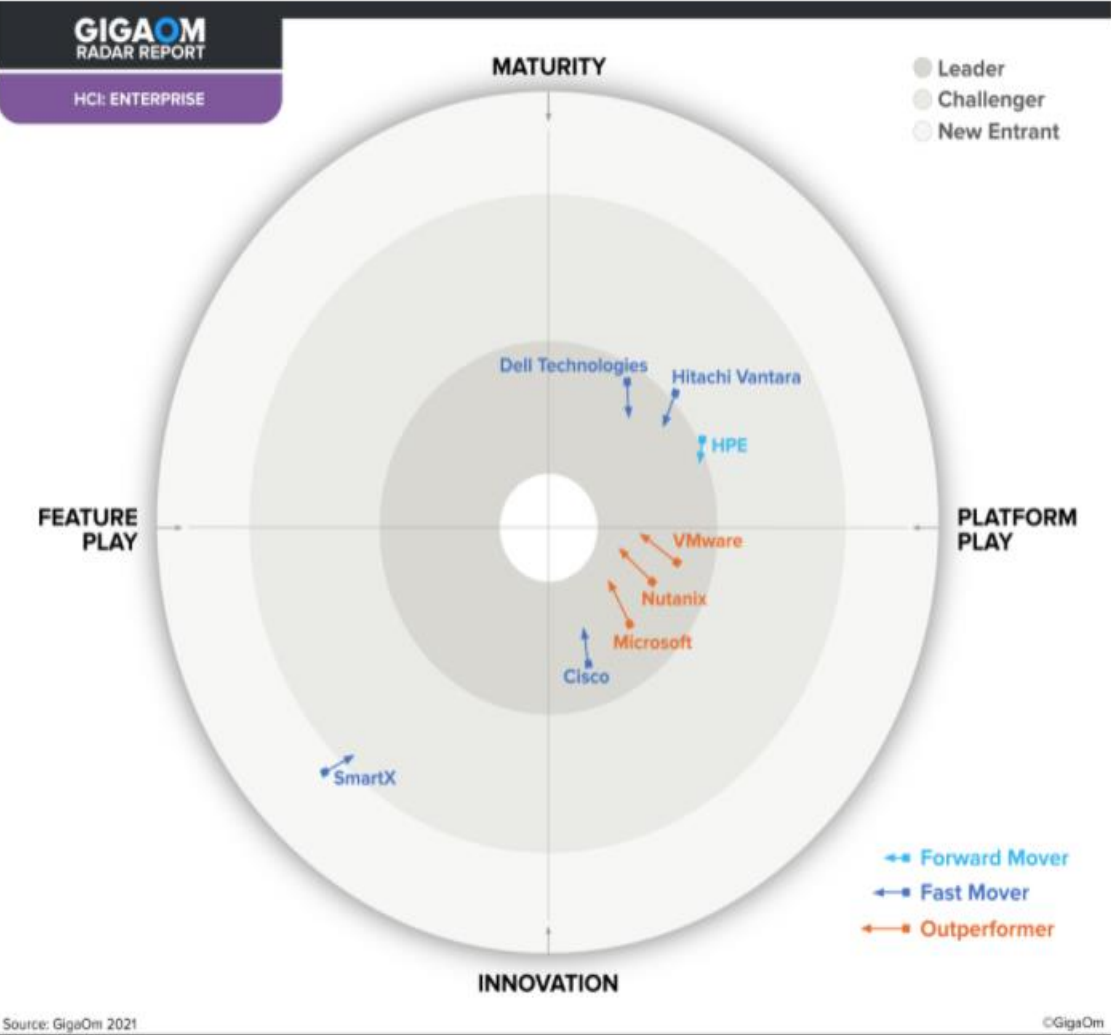 GIGAOM
RADAR REPORT
HCI: ENTERPRISE
MATURITY
Leader
Challenger
New Entrant
Dell Technologies
Hitachi Vantara
HPE
FEATURE
PLAY
PLATFORM
PLAY
VMware
Nutanix
Microsoft
Cisco
SmartX
Forward Mover
Fast Mover
Outperformer
INNOVATION
Source: GigaOm 2021
©GigaOm